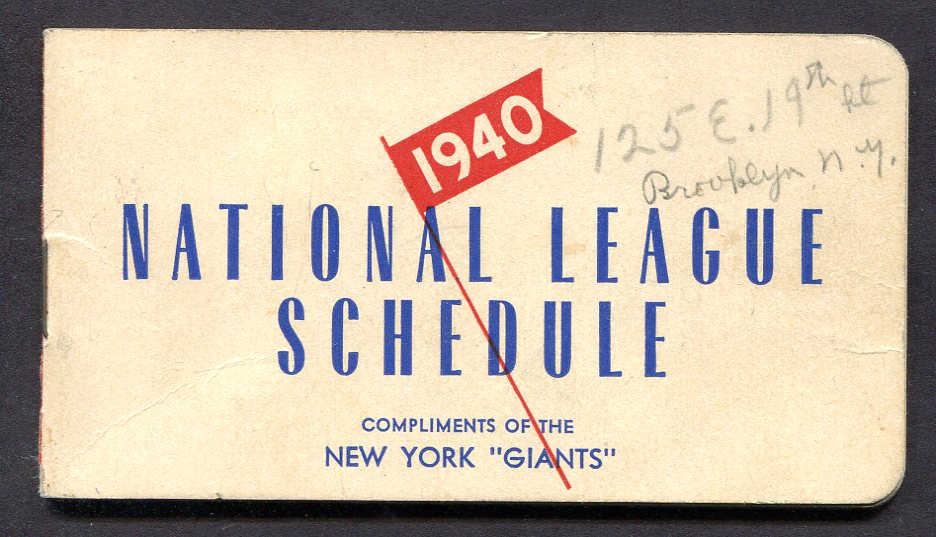 1940
125 E. 19th St
Brooklyn N.Y.
NATIONAL LEAGUE
SCHEDULE
COMPLIMENTS OF THE
NEW YORK "GIANTS"